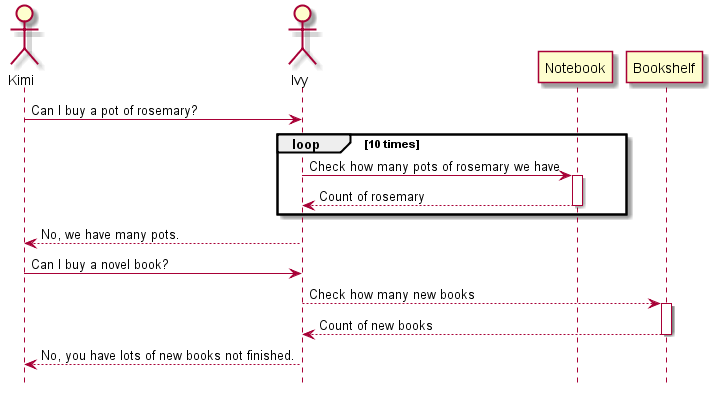 Kimi
Ivy
Notebook
Bookshelf
Can I buy a pot of rosemary?
loop [10 times]
Check how many pots of rosemary we have
Count of rosemary
No, we have many pots.
Can I buy a novel book?
Check how many new books
Count of new books
No, you have lots of new books not finished.